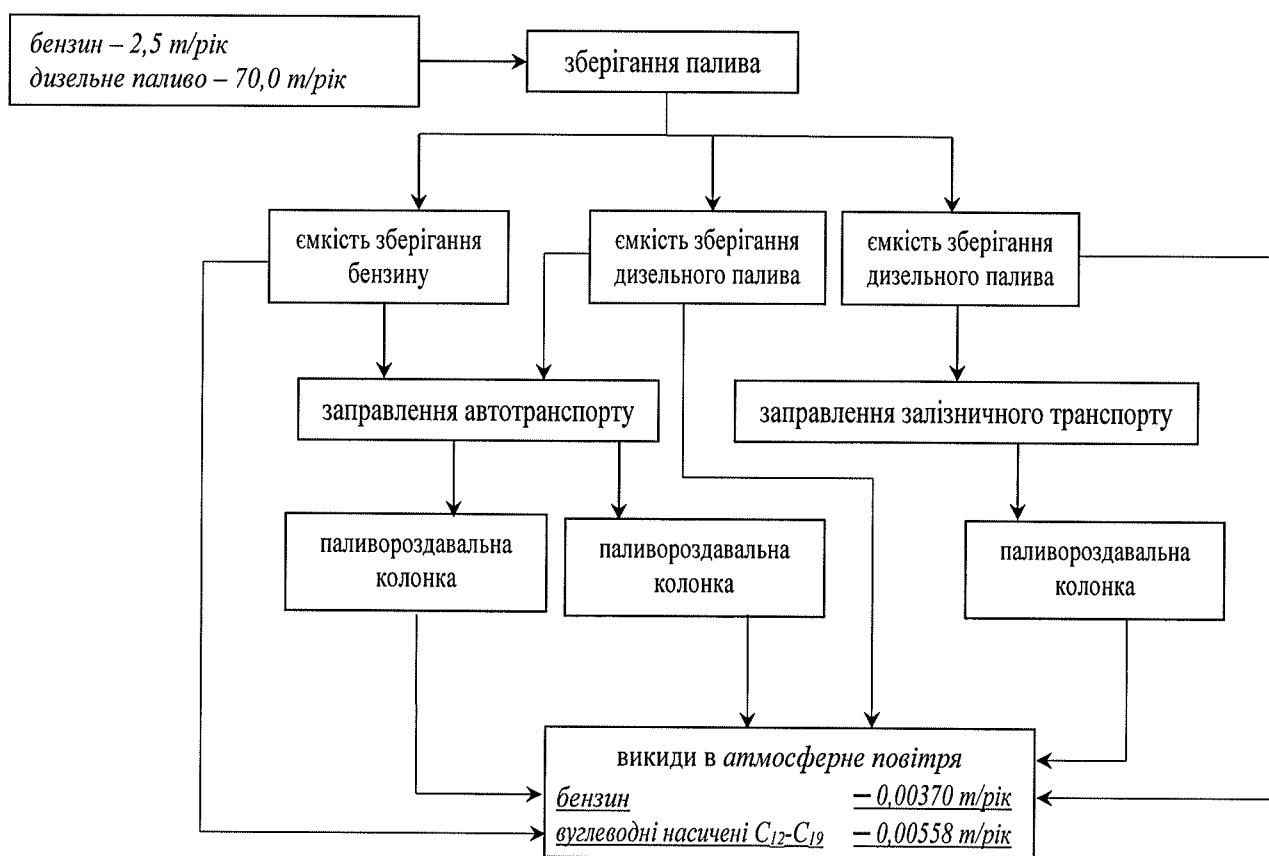 бензин – 2,5 т/рік
дизельне паливо – 70,0 т/рік
зберігання палива
ємкість зберігання
бензину
ємкість зберігання
дизельного палива
ємкість зберігання
дизельного палива
заправлення автотранспорту
заправлення залізничного транспорту
паливороздавальна
колонка
паливороздавальна
колонка
паливороздавальна
колонка
викиди в атмосферне повітря
бензин – 0,00370 т/рік
вуглеводні насичені C12-C19 – 0,00558 т/рік